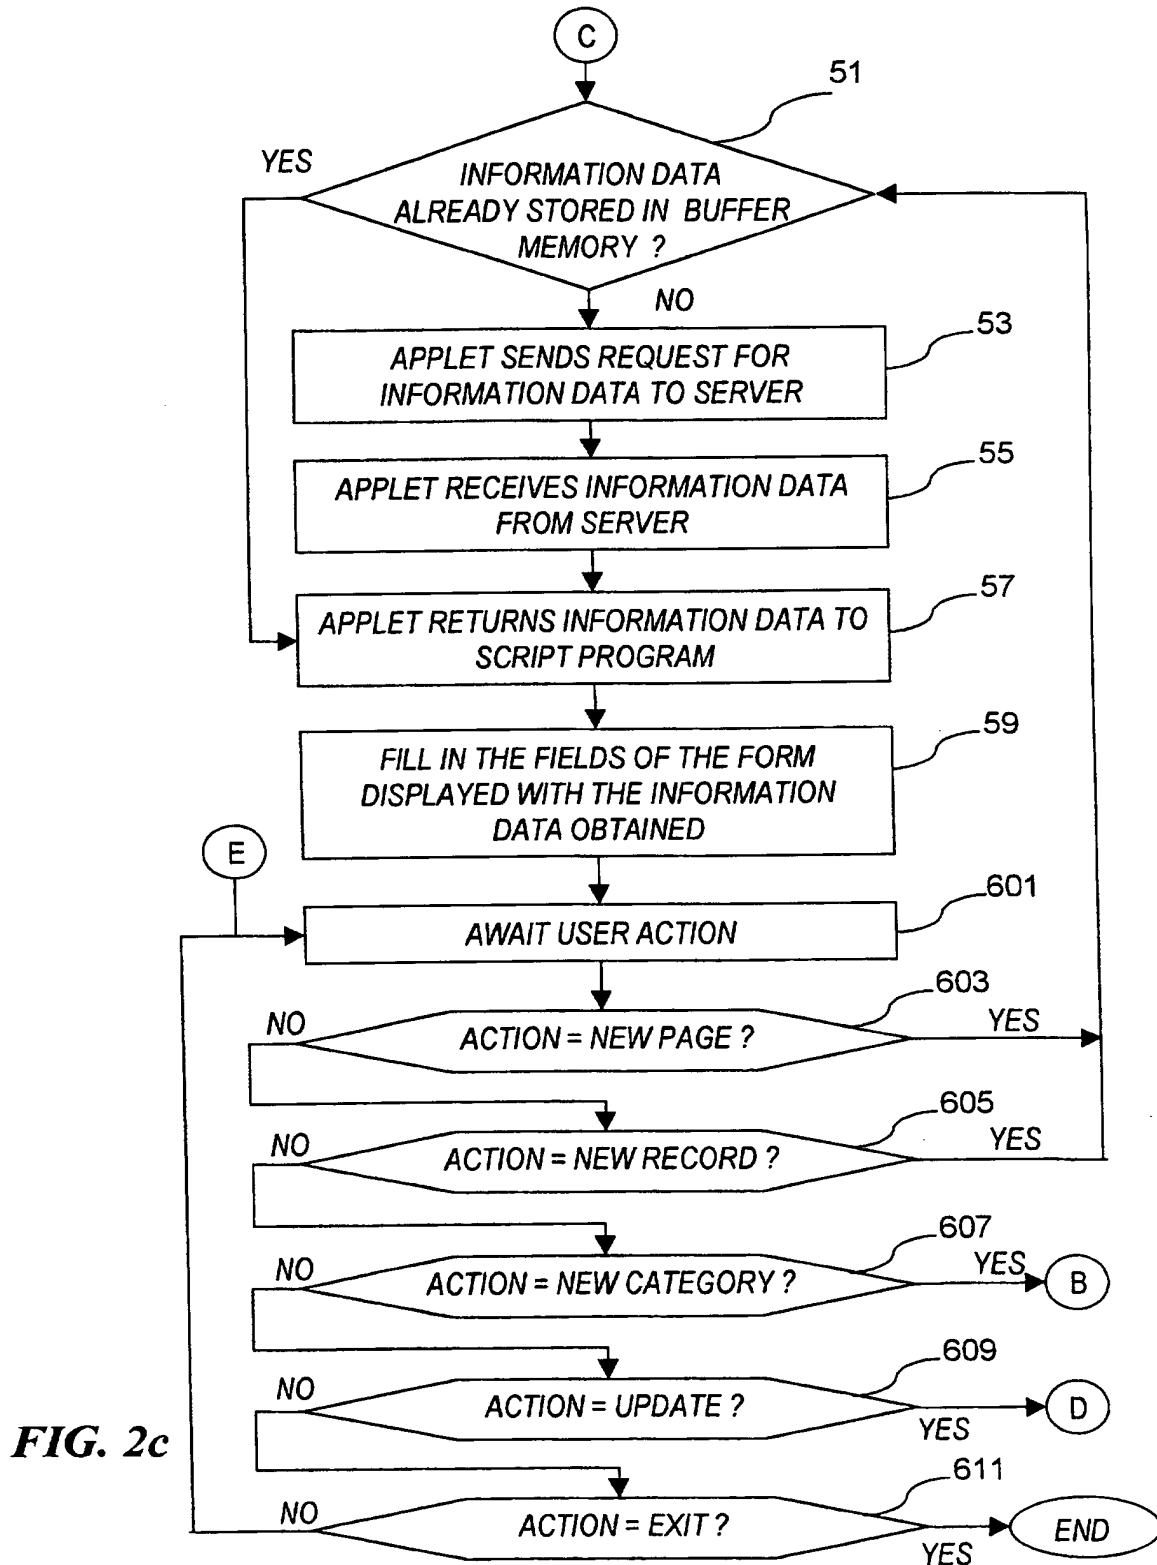 C
51
YES
INFORMATION DATA
ALREADY STORED IN BUFFER
MEMORY ?
NO
53
APPLET SENDS REQUEST FOR
INFORMATION DATA TO SERVER
55
APPLET RECEIVES INFORMATION DATA
FROM SERVER
57
APPLET RETURNS INFORMATION DATA TO
SCRIPT PROGRAM
59
FILL IN THE FIELDS OF THE FORM
DISPLAYED WITH THE INFORMATION
DATA OBTAINED
E
601
AWAIT USER ACTION
603
NO
ACTION = NEW PAGE ?
YES
605
NO
ACTION = NEW RECORD ?
YES
607
NO
ACTION = NEW CATEGORY ?
YES
B
609
NO
ACTION = UPDATE ?
YES
D
FIG. 2c
611
NO
ACTION = EXIT ?
YES
END